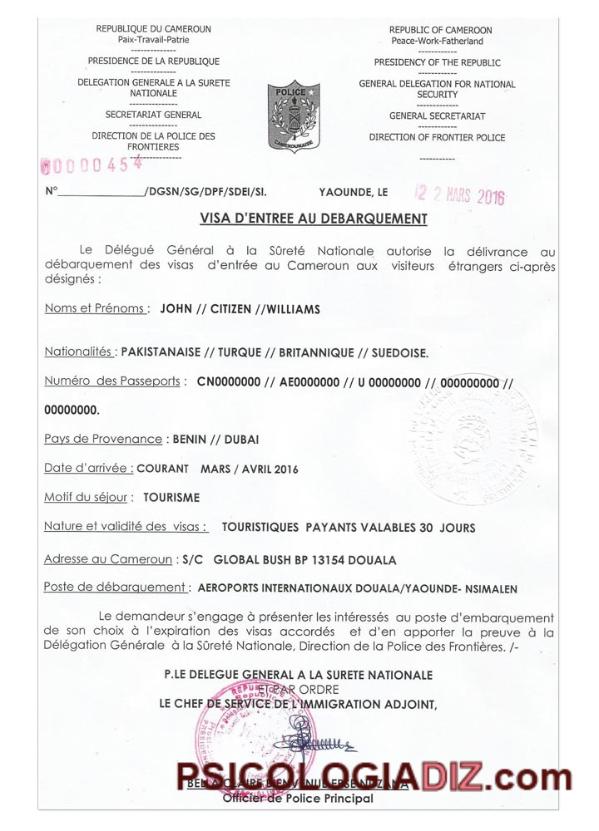 REPUBLIQUE DU CAMEROUN
Paix-Travail-Patrie
-------------
PRESIDENCE DE LA REPUBLIQUE
-------------
DELEGATION GENERALE A LA SURETE
NATIONALE
-------------
SECRETARIAT GENERAL
-------------
DIRECTION DE LA POLICE DES
FRONTIERES
-------------
REPUBLIC OF CAMEROON
Peace-Work-Fatherland
-------------
PRESIDENCY OF THE REPUBLIC
-------------
GENERAL DELEGATION FOR NATIONAL
SECURITY
-------------
GENERAL SECRETARIAT
-------------
DIRECTION OF FRONTIER POLICE
-------------
POLICE
CAMEROUNAISE
00000454
N°________________/DGSN/SG/DPF/SDEI/SI. YAOUNDE, LE 2 2 MARS 2016
VISA D'ENTREE AU DEBARQUEMENT
Le Délégué Général à la Sûreté Nationale autorise la délivrance au
débarquement des visas d'entrée au Cameroun aux visiteurs étrangers ci-après
désignés :
Noms et Prénoms : JOHN // CITIZEN //WILLIAMS
Nationalités : PAKISTANAISE // TURQUE // BRITANNIQUE // SUEDOISE.
Numéro des Passeports : CN0000000 // AE0000000 // U 00000000 // 000000000 //
00000000.
Pays de Provenance : BENIN // DUBAI
Date d'arrivée : COURANT MARS / AVRIL 2016
Motif du séjour : TOURISME
Nature et validité des visas : TOURISTIQUES PAYANTS VALABLES 30 JOURS
Adresse au Cameroun : S/C GLOBAL BUSH BP 13154 DOUALA
Poste de débarquement : AEROPORTS INTERNATIONAUX DOUALA/YAOUNDE- NSIMALEN
Le demandeur s'engage à présenter les intéressés au poste d'embarquement
de son choix à l'expiration des visas accordés et d'en apporter la preuve à la
Délégation Générale à la Sûreté Nationale, Direction de la Police des Frontières. /-
P.LE DELEGUE GENERAL A LA SURETE NATIONALE
ET PAR ORDRE
LE CHEF DE SERVICE DE L'IMMIGRATION ADJOINT,
PSICOLOGIADIZ.com
Officier de Police Principal